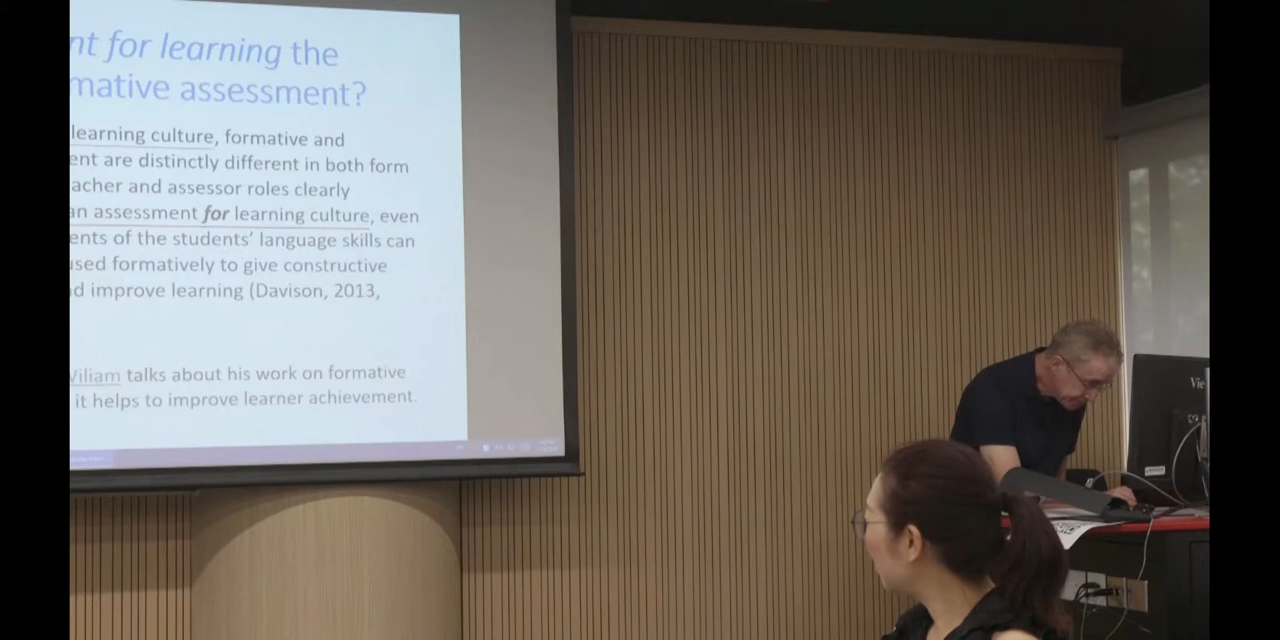 nt for learning the
mative assessment?
learning culture, formative and
ent are distinctly different in both form
acher and assessor roles clearly
an assessment for learning culture, even
ents of the students’ language skills can
used formatively to give constructive
d improve learning (Davison, 2013,
Wiliam talks about his work on formative
it helps to improve learner achievement.
Vie